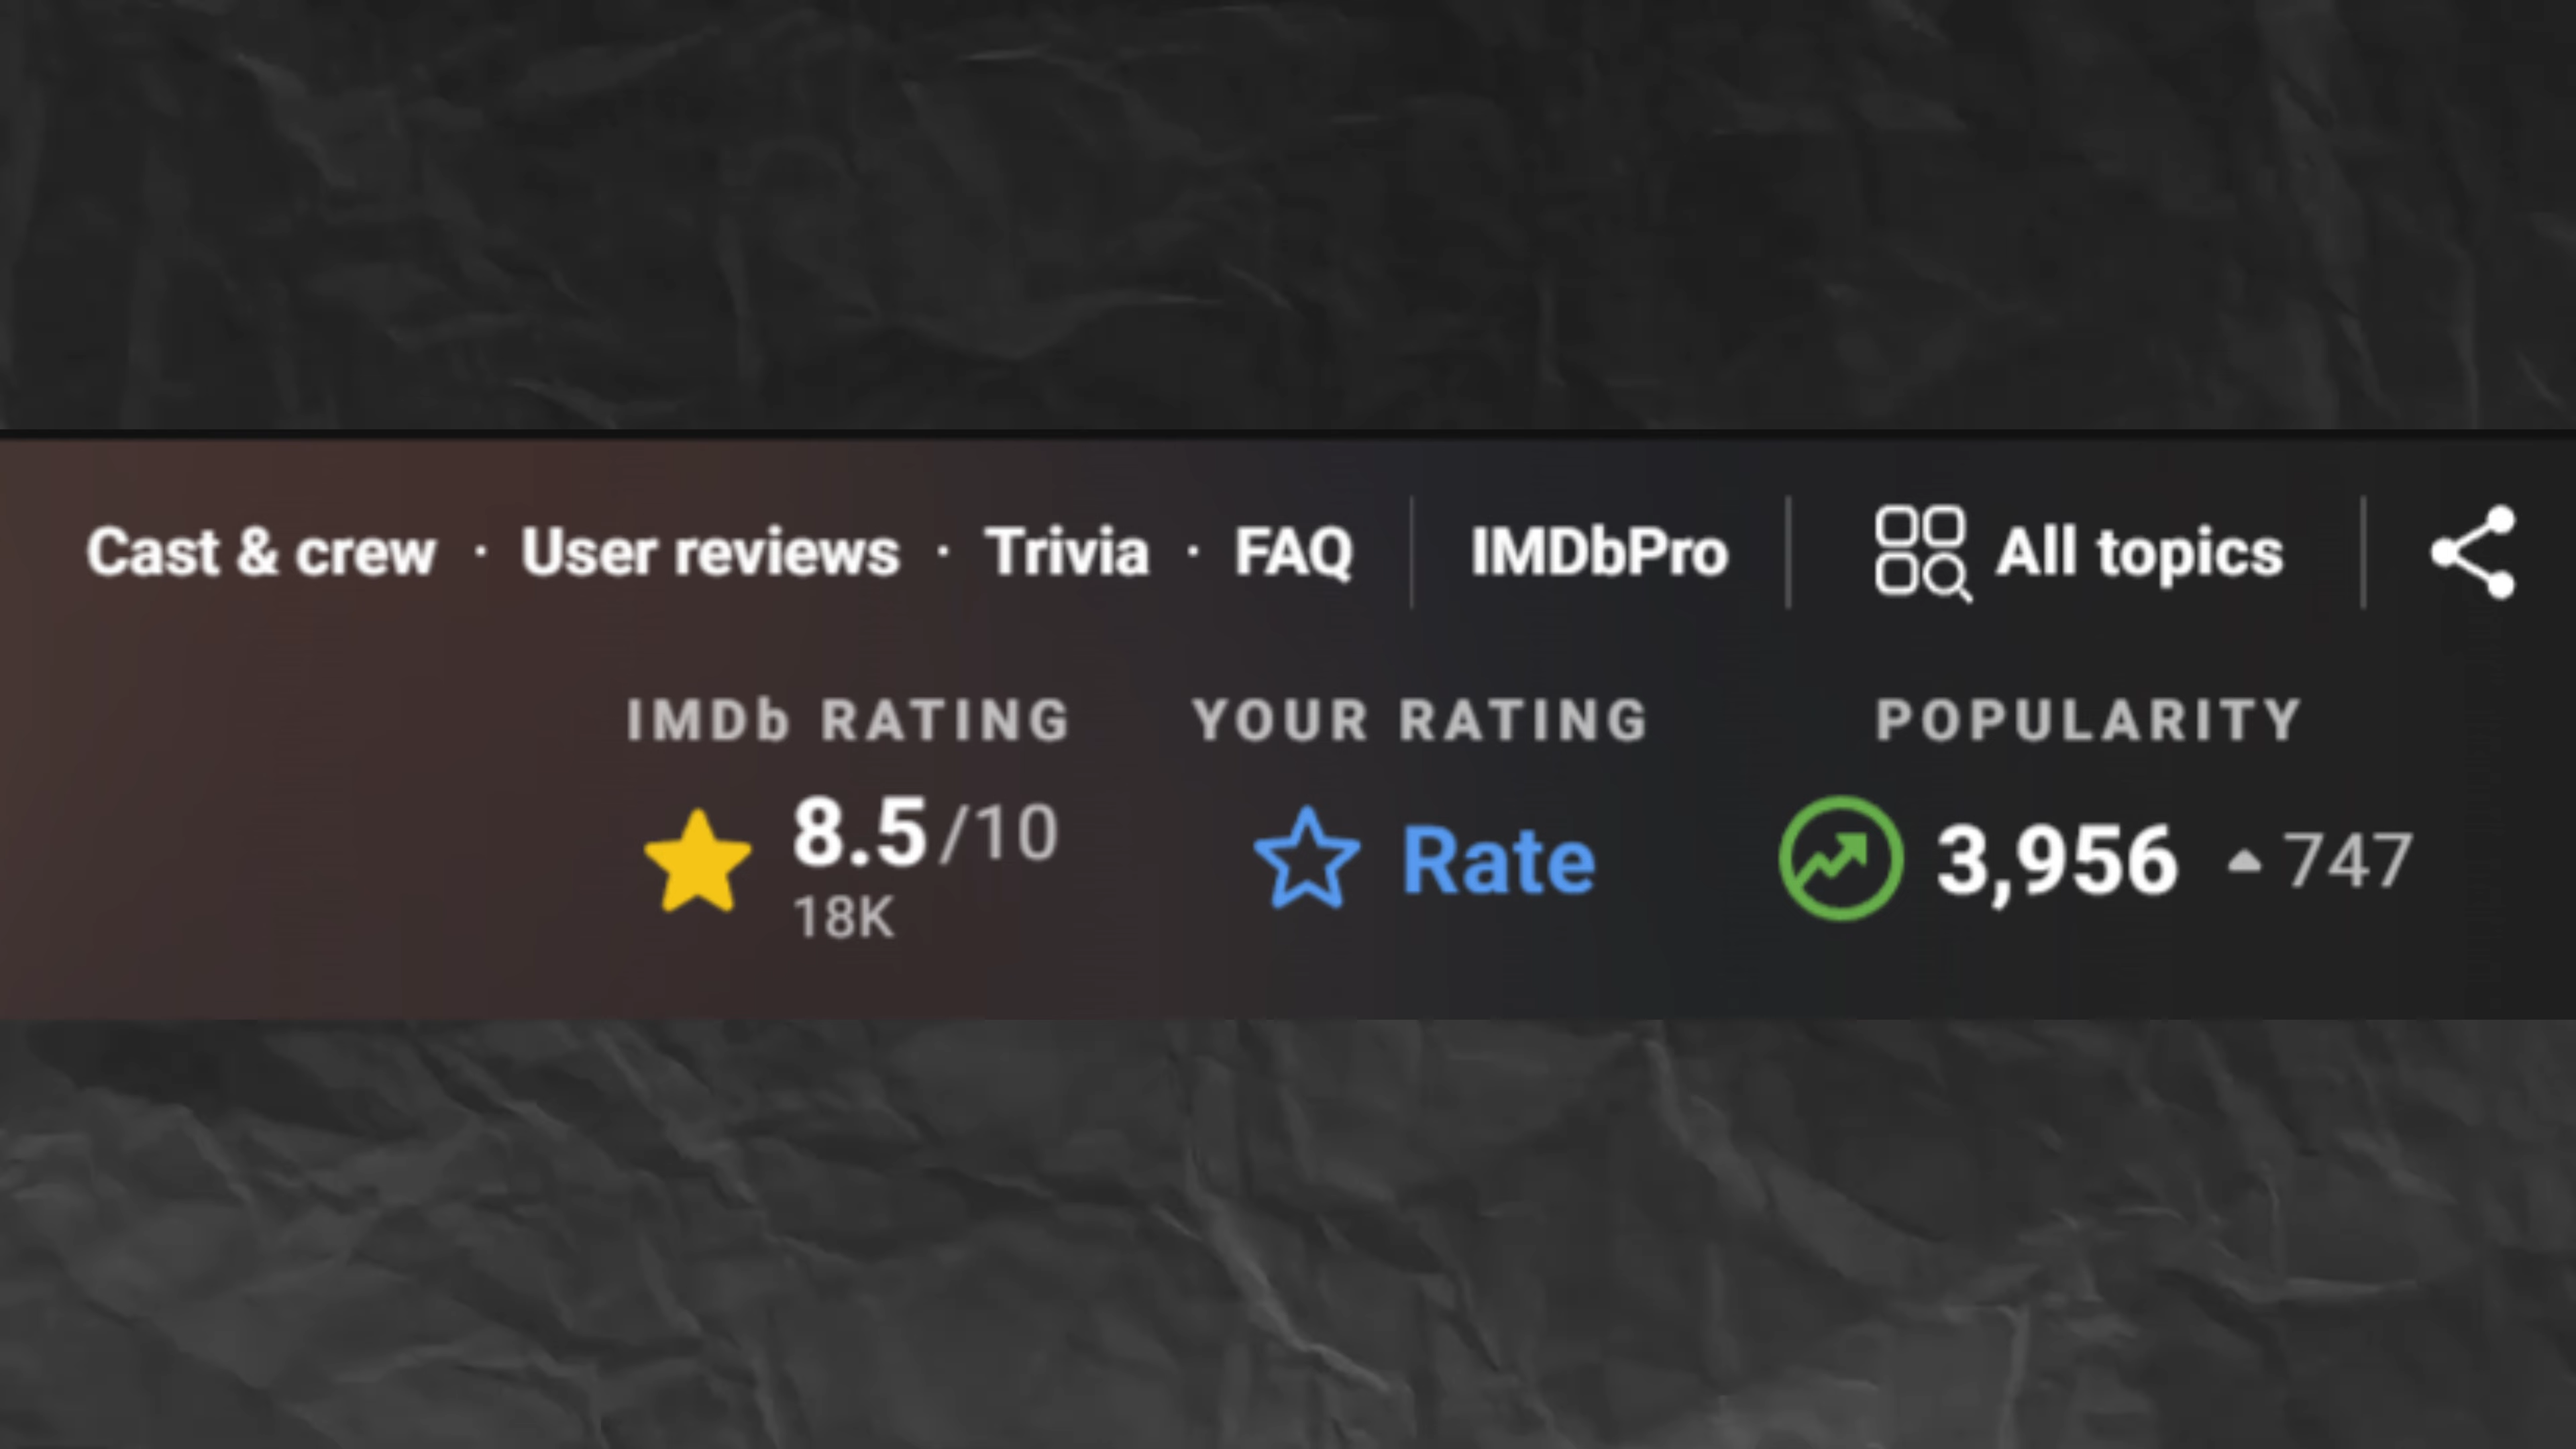 Cast & crew · User reviews · Trivia · FAQ IMDbPro All topics
IMDb RATING YOUR RATING POPULARITY
8.5/10 Rate 3,956 747
18K